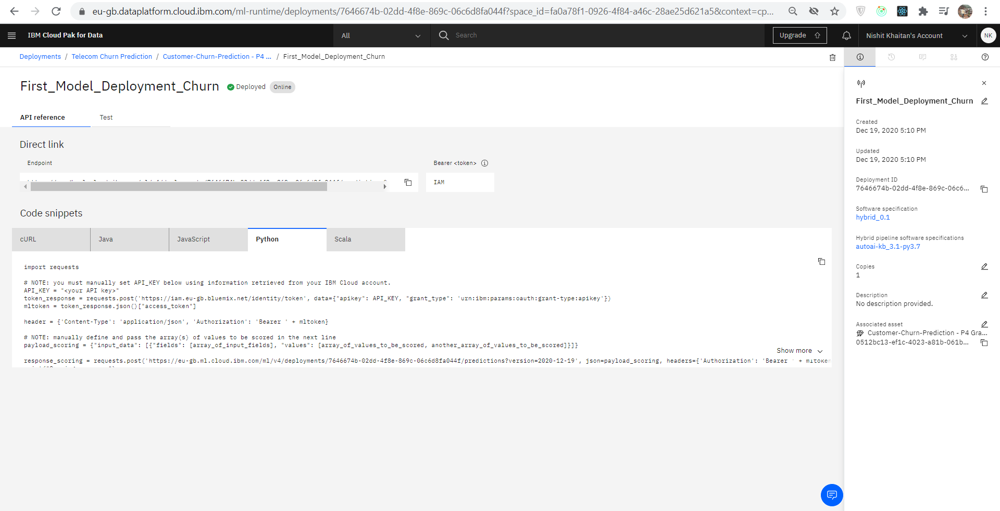 eu-gb.dataplatform.cloud.ibm.com/ml-runtime/deployments/7646674b-02dd-4f8e-869c-06c6d8fa044f?space_id=fa0a78f1-0926-4f84-a46c-28ae25d621a5&context=cp...
IBM Cloud Pak for Data
All
Search
Upgrade
Nishit Khaitan's Account
NK
Deployments / Telecom Churn Prediction / Customer-Churn-Prediction - P4 ... / First_Model_Deployment_Churn
First_Model_Deployment_Churn
Deployed
Online
API reference
Test
Direct link
Endpoint
Bearer <token>
IAM
Code snippets
cURL
Java
JavaScript
Python
Scala
import requests
# NOTE: you must manually set API_KEY below using information retrieved from your IBM Cloud account.
API_KEY = "<your API key>"
token_response = requests.post('https://iam.eu-gb.bluemix.net/identity/token', data={"apikey": API_KEY, "grant_type": 'urn:ibm:params:oauth:grant-type:apikey'})
mltoken = token_response.json()["access_token"]
header = {'Content-Type': 'application/json', 'Authorization': 'Bearer ' + mltoken}
# NOTE: manually define and pass the array(s) of values to be scored in the next line
payload_scoring = {"input_data": [{"fields": [array_of_input_fields], "values": [array_of_values_to_be_scored, another_array_of_values_to_be_scored]}]}
Show more
response_scoring = requests.post('https://eu-gb.ml.cloud.ibm.com/ml/v4/deployments/7646674b-02dd-4f8e-869c-06c6d8fa044f/predictions?version=2020-12-19', json=payload_scoring, headers={'Authorization': 'Bearer ' + mltoken
First_Model_Deployment_Churn
Created
Dec 19, 2020 5:10 PM
Updated
Dec 19, 2020 5:10 PM
Deployment ID
7646674b-02dd-4f8e-869c-06c6...
Software specification
hybrid_0.1
Hybrid pipeline software specifications
autoai-kb_3.1-py3.7
Copies
1
Description
No description provided.
Associated asset
Customer-Churn-Prediction - P4 Gra...
0512bc13-ef1c-4023-a81b-061b...